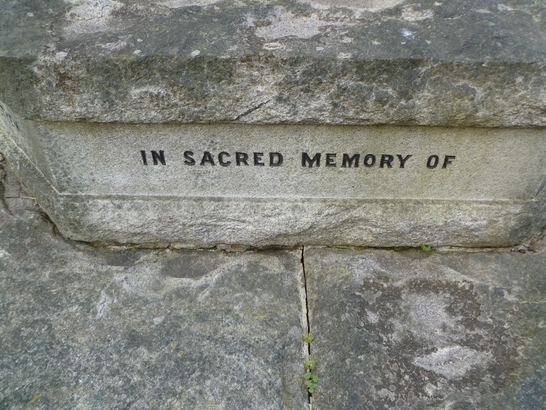 IN SACRED MEMORY OF